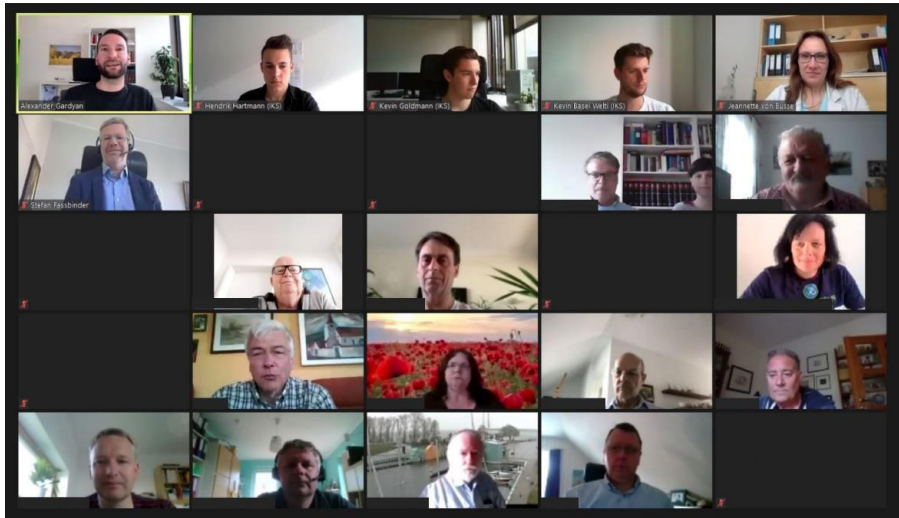 Alexander Gardyan
Hendrik Hartmann (IKS)
Kevin Goldmann (IKS)
Kevin Basel Welti (IKS)
Jeannette von Busse
Stefan Fassbinder